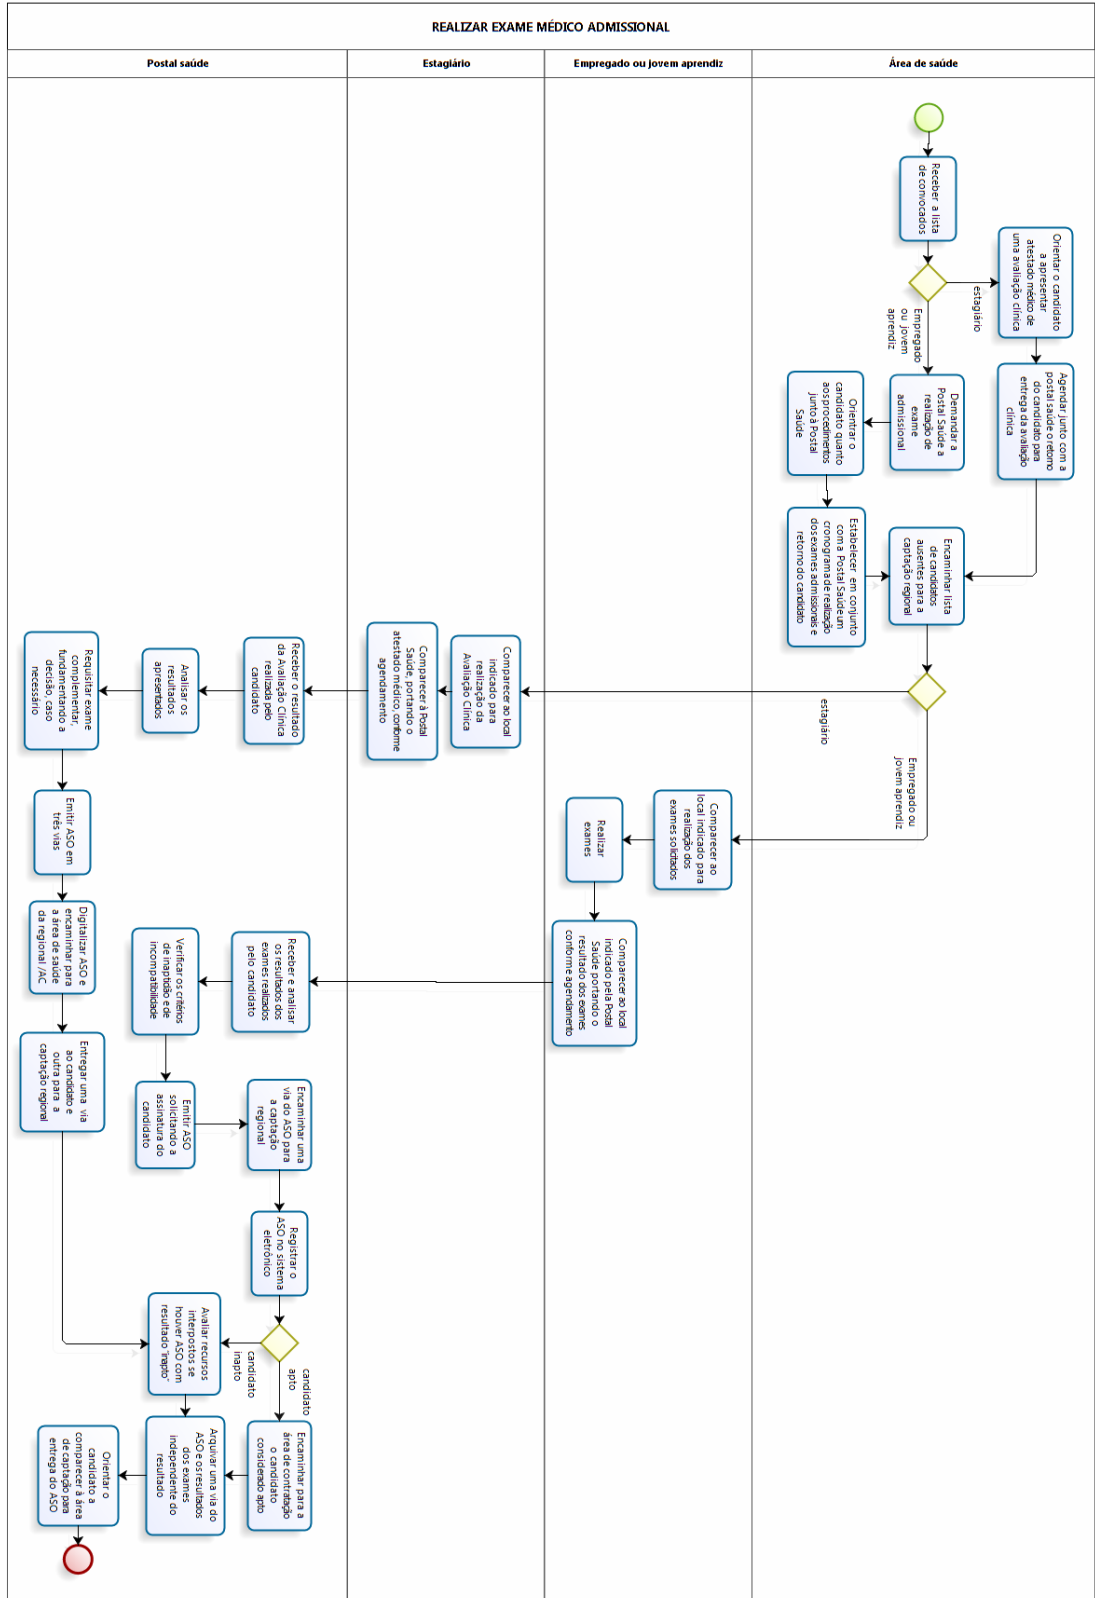 REALIZAR EXAME MÉDICO ADMISSIONAL
Postal saúde
Estagiário
Empregado ou jovem aprendiz
Área de saúde
Receber a lista
de convocados
estagiário
Empregado
ou jovem
aprendiz
Orientar o candidato
a apresentar
atestado médico de
uma avaliação clínica
Agendar junto com a
postal saúde o retorno
do candidato para
entrega da avaliação
clínica
Demandar a
Postal Saúde a
realização de
exame
admissional
Orientrar o
candidato quanto
aos procedimentos
junto à Postal
Saúde
Estabelecer em conjunto
com a Postal Saúde um
cronograma de realização
dos exames admissionais e
retorno do candidato
Encaminhar lista
de candidatos
ausentes para a
captação regional
estagiário
Empregado ou
jovem aprendiz
Comparecer ao local
indicado para
realização da
Avaliação Clínica
Comparecer à Postal
Saúde, portando o
atestado médico, conforme
agendamento
Receber o resultado
da Avaliação Clínica
realizada pelo
candidato
Analisar os
resultados
apresentados
Requisitar exame
complementar,
fundamentando a
decisão, caso
necessário
Emitir ASO em
três vias
Digitalizar ASO e
encaminhar para
a área de saúde
da regional /AC
Entregar uma via
ao candidato e
outra para a
captação regional
Comparecer ao
local indicado para
realização dos
exames solicitados
Realizar
exames
Comparecer ao local
indicado pela Postal
Saúde portando o
resultado dos exames
conforme agendamento
Receber e analisar
os resultados dos
exames realizados
pelo candidato
Verificar os critérios
de inaptidão e de
incompatibilidade
Emitir ASO
solicitando a
assinatura do
candidato
Encaminhar uma
via do ASO para
a captação
regional
Registrar o
ASO no sistema
eletrônico
candidato
apto
candidato
inapto
Avaliar recursos
interpostos se
houver ASO com
resultado "inapto"
Encaminhar para a
área de contratação
o candidato
considerado apto
Arquivar uma via do
ASO e os resultados
dos exames
independente do
resultado
Orientar o
candidato a
comparecer à área
de captação para
entrega do ASO